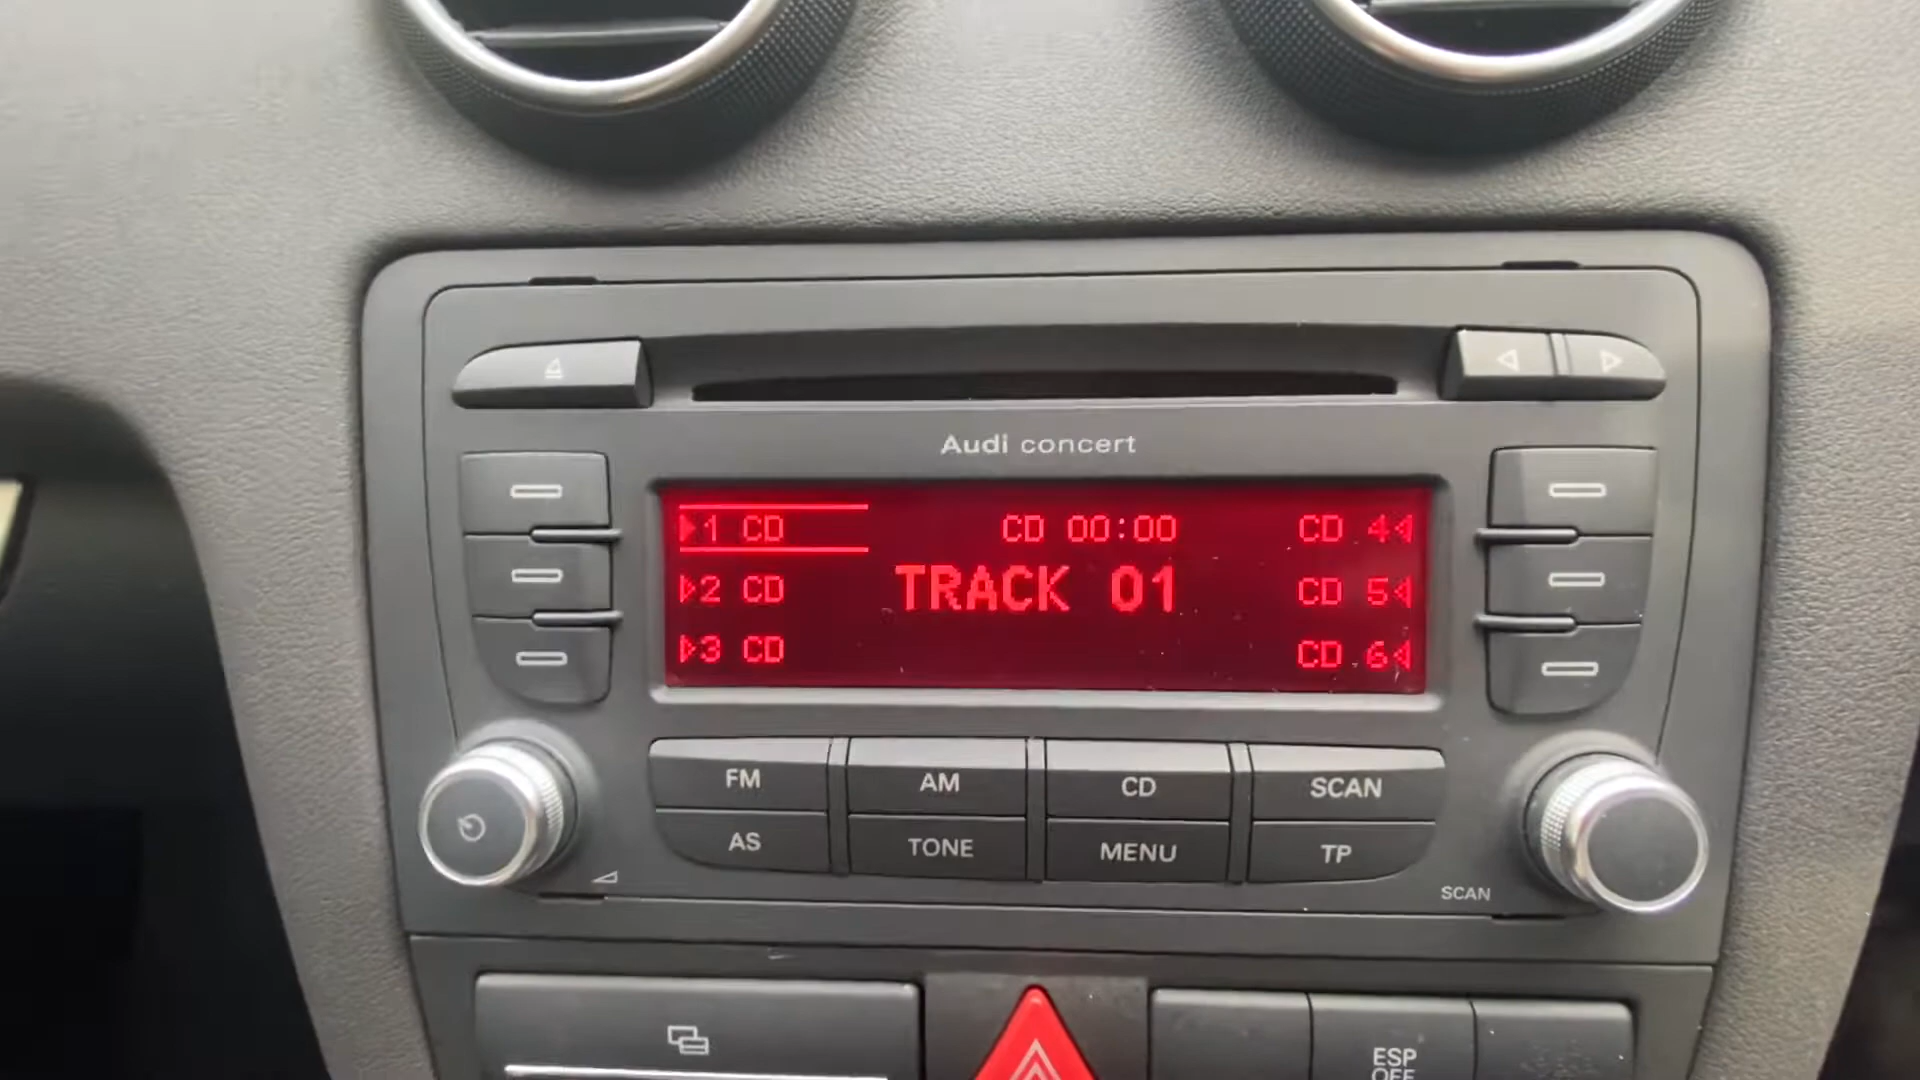 Audi concert
1 CD CD 00:00 CD 4
2 CD TRACK 01 CD 5
3 CD CD 6
FM AM CD SCAN
AS TONE MENU TP
SCAN
ESP
OFF